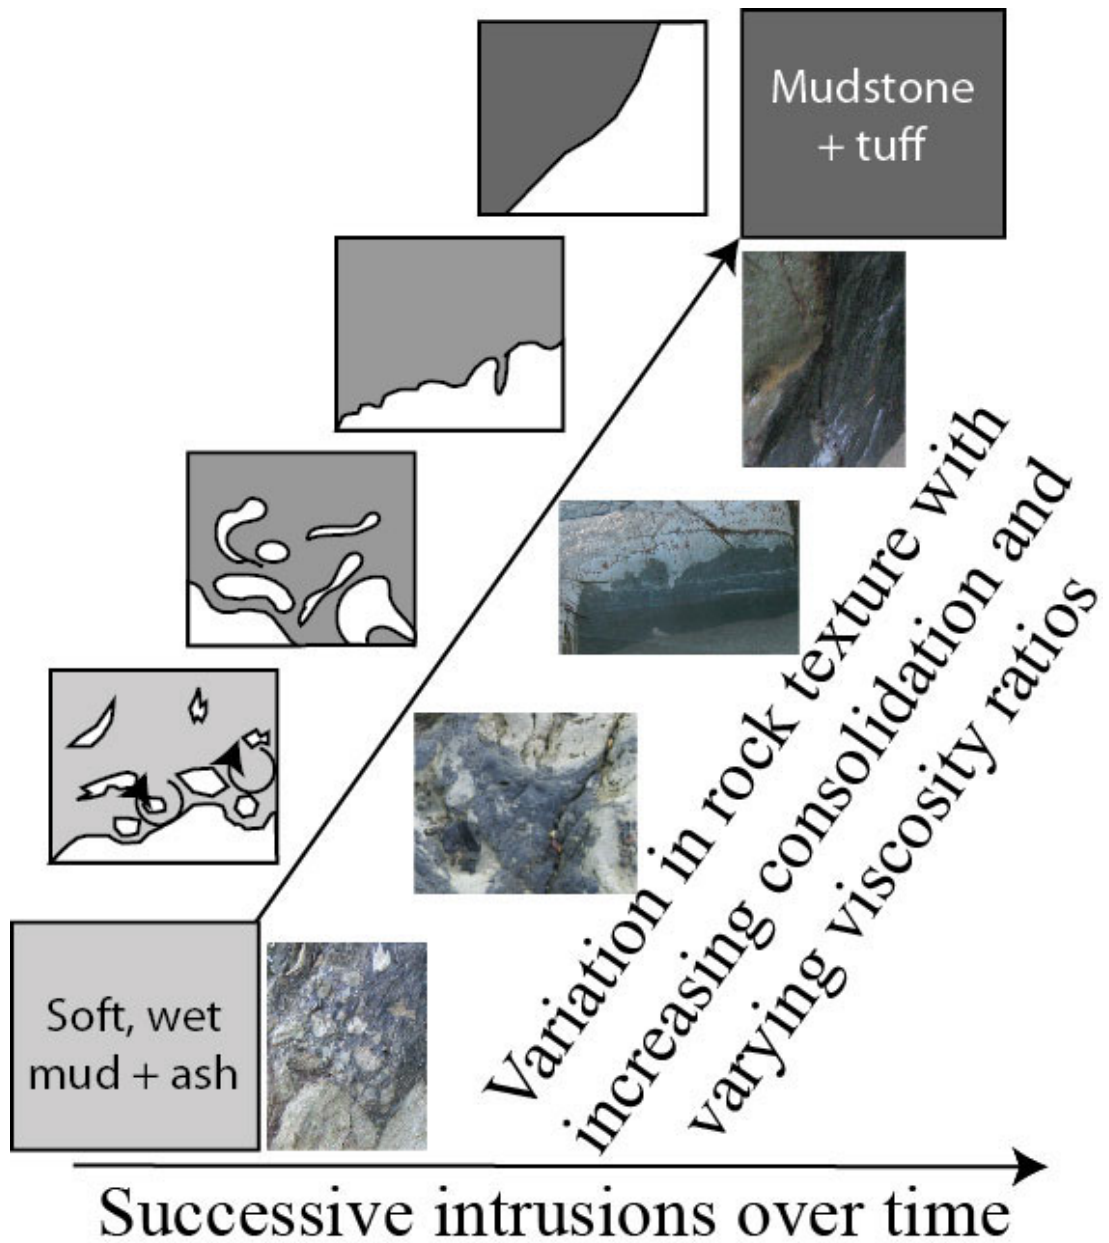 Mudstone
+ tuff
Variation in rock texture with
increasing consolidation and
varying viscosity ratios
Soft, wet
mud + ash
Successive intrusions over time